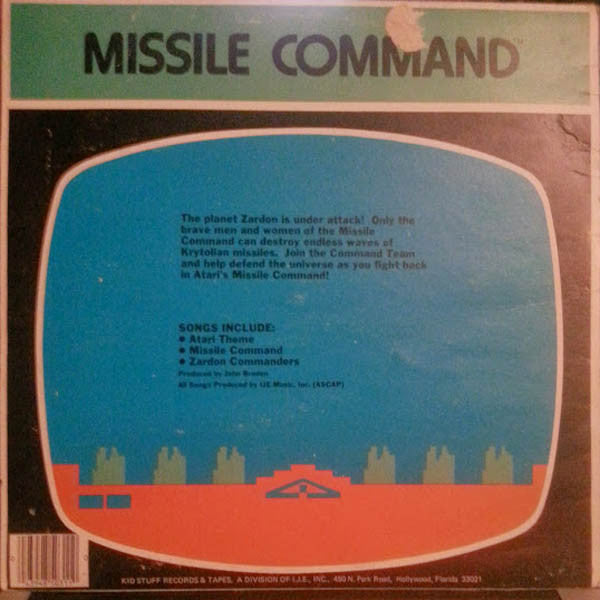 MISSILE COMMAND™
The planet Zardon is under attack! Only the
brave men and women of the Missile
Command can destroy endless waves of
Krytolian missiles. Join the Command Team
and help defend the universe as you fight back
in Atari's Missile Command!
SONGS INCLUDE:
● Atari Theme
● Missile Command
● Zardon Commanders
Produced by John Braden
All Songs Produced by IJE Music, Inc. (ASCAP)
KID STUFF RECORDS & TAPES, A DIVISION OF I.J.E., INC., 450 N. Park Road, Hollywood, Florida 33021